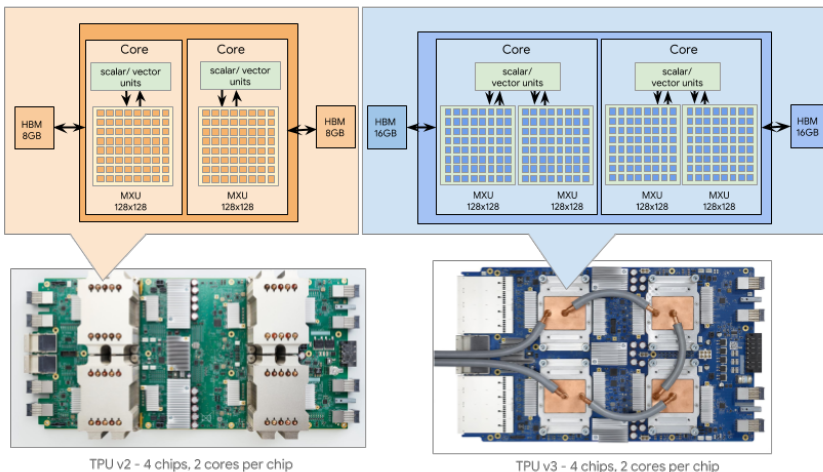 Core
Core
scalar/ vector
units
scalar/ vector
units
HBM
8GB
HBM
8GB
MXU
128x128
MXU
128x128
Core
Core
scalar/
vector units
scalar/
vector units
HBM
16GB
HBM
16GB
MXU
128x128
MXU
128x128
MXU
128x128
MXU
128x128
TPU v2 - 4 chips, 2 cores per chip
TPU v3 - 4 chips, 2 cores per chip